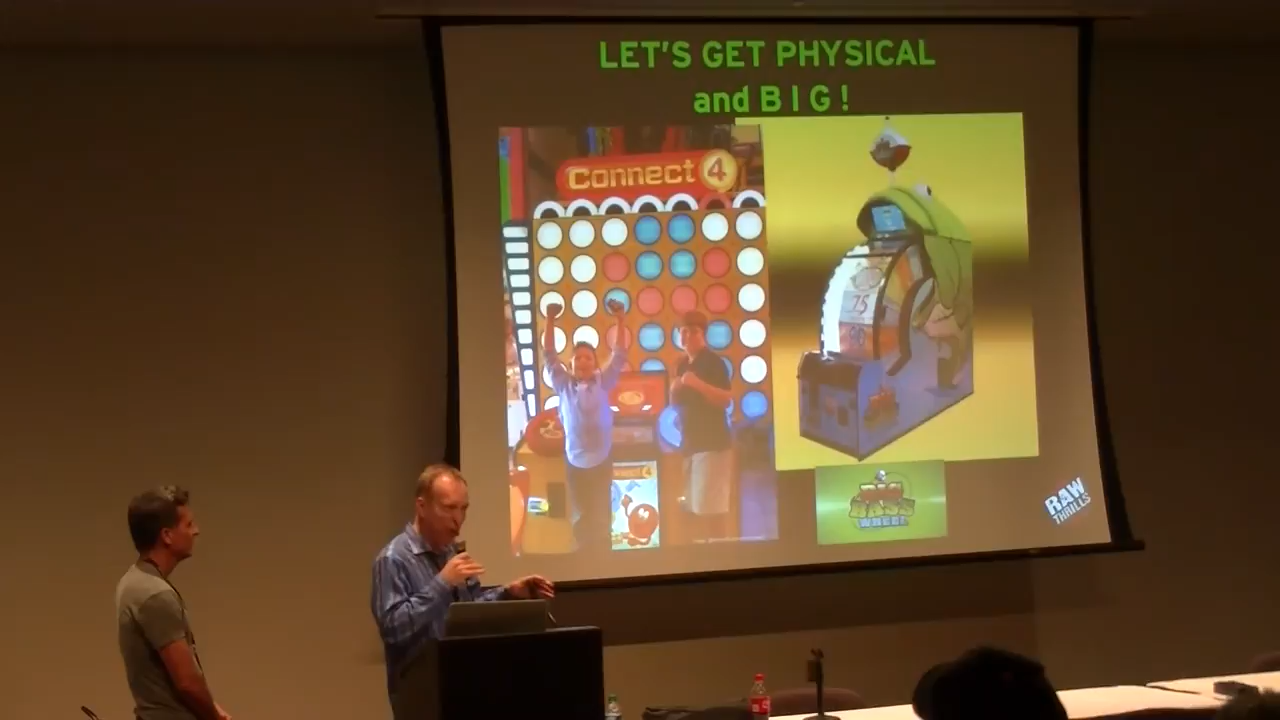 LET'S GET PHYSICAL
and B I G !
Connect 4
75
BIG
BASS
WHEEL
RAW
THRILLS